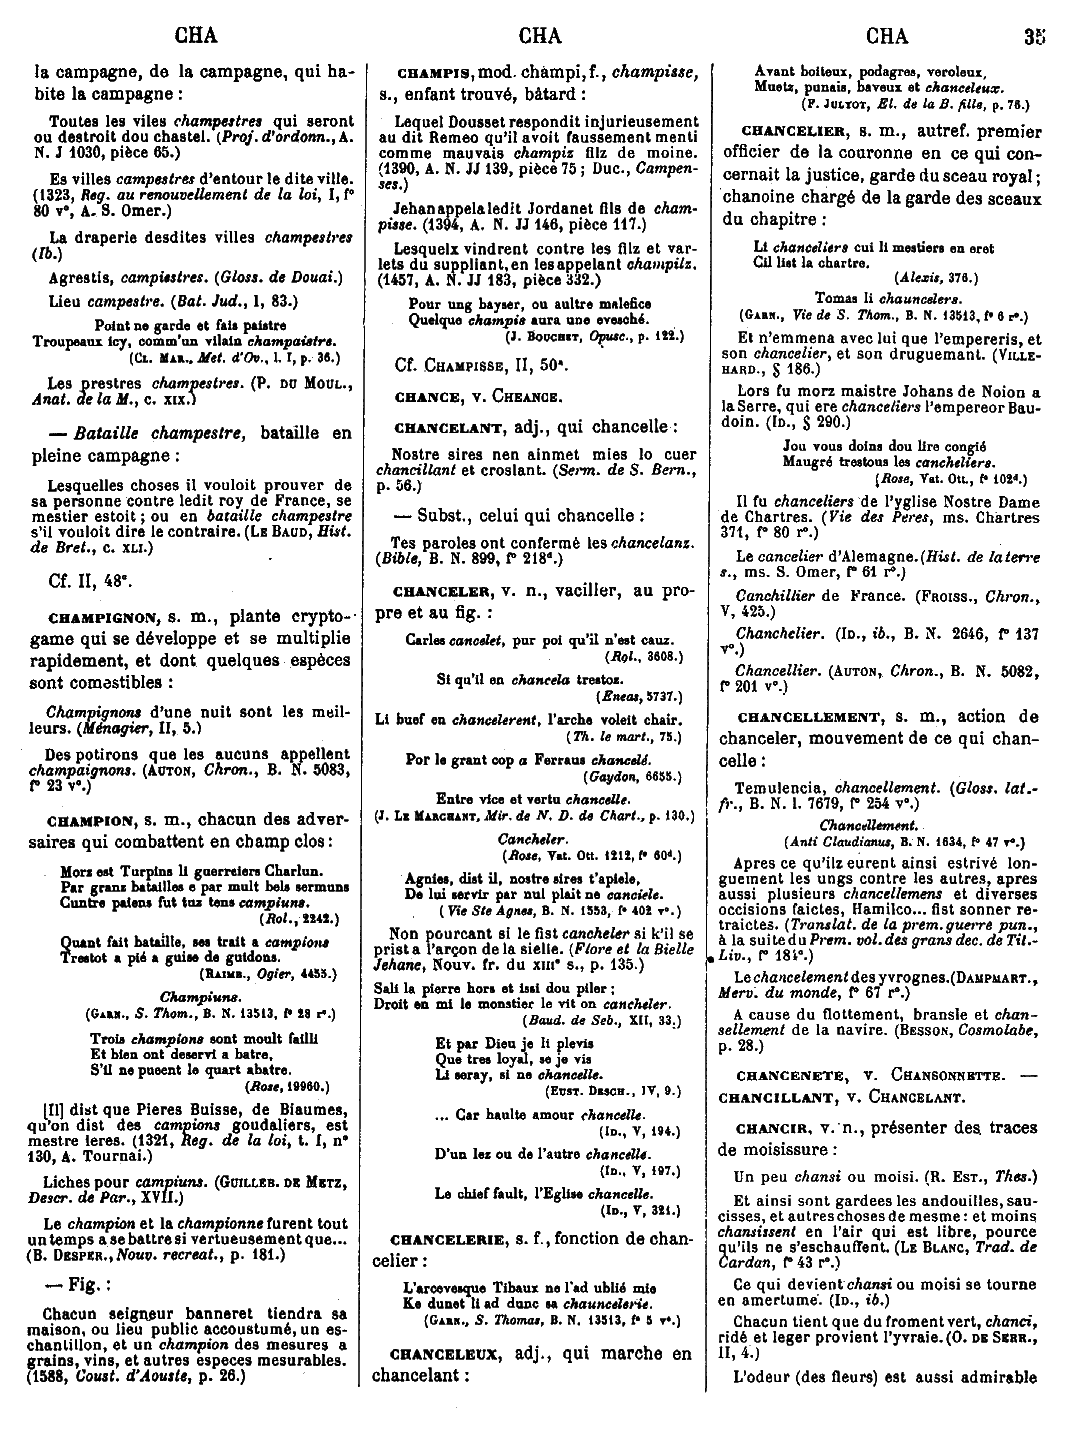 CHA
CHA
CHA
35
la campagne, de la campagne, qui ha-
bite la campagne :
Toutes les viles champestres qui seront
ou destroit dou chastel. (Proj. d'ordonn., A.
N. J 1030, pièce 65.)
Es villes campestres d'entour le dite ville.
(1323, Reg. au renouvellement de la loi, I, f°
80 v°, A. S. Omer.)
La draperie desdites villes champestres
(Ib.)
Agrestis, campiestres. (Gloss. de Douai.)
Lieu campestre. (Bat. Jud., I, 83.)
Point ne garde et fais paistre
Troupeaux icy, comm'un vilain champaistre.
(CL. MAR., Met. d'Ov., l. I, p. 36.)
Les prestres champestres. (P. DU MOUL.,
Anat. de la M., c. XIX.)
— Bataille champestre, bataille en
pleine campagne :
Lesquelles choses il vouloit prouver de
sa personne contre ledit roy de France, se
mestier estoit ; ou en bataille champestre
s'il vouloit dire le contraire. (LE BAUD, Hist.
de Bret., c. XLI.)
Cf. II, 48ᵉ.
CHAMPIGNON, s. m., plante crypto-
game qui se développe et se multiplie
rapidement, et dont quelques espèces
sont comestibles :
Champignons d'une nuit sont les meil-
leurs. (Ménagier, II, 5.)
Des potirons que les aucuns appellent
champaignons. (AUTON, Chron., B. N. 5083,
f° 23 v°.)
CHAMPION, s. m., chacun des adver-
saires qui combattent en champ clos :
Morz est Turpins li guerreiers Charlun.
Par granz batailles e par mult bels sermuns
Cuntre paiens fut tuz tens campiuns.
(Rol., 2242.)
Quant fait bataille, ses trait a campions
Trestot a pié a guise de guidons.
(RAIMB., Ogier, 4455.)
Champiuns.
(GARN., S. Thom., B. N. 13513, f° 28 r°.)
Trois champions sont moult failli
Et bien ont deservi a batre,
S'il ne pueent le quart abatre.
(Rose, 19960.)
[Il] dist que Pieres Buisse, de Biaumes,
qu'on dist des campions goudaliers, est
mestre ieres. (1321, Reg. de la loi, t. I, n°
130, A. Tournai.)
Liches pour campiuns. (GUILLEB. DE METZ,
Descr. de Par., XVII.)
Le champion et la championne furent tout
un temps a se battre si vertueusement que...
(B. DESPER., Nouv. recreat., p. 181.)
— Fig. :
Chacun seigneur banneret tiendra sa
maison, ou lieu public accoustumé, un es-
chantillon, et un champion des mesures a
grains, vins, et autres especes mesurables.
(1588, Coust. d'Aouste, p. 26.)
CHAMPIS, mod. champi, f., champisse,
s., enfant trouvé, bâtard :
Lequel Dousset respondit injurieusement
au dit Remeo qu'il avoit faussement menti
comme mauvais champiz filz de moine.
(1390, A. N. JJ 139, pièce 75 ; Duc., Campen-
ses.)
Jehan appela ledit Jordanet fils de cham-
pisse. (1394, A. N. JJ 146, pièce 117.)
Lesquelx vindrent contre les filz et var-
lets du suppliant, en les appelant champilz.
(1457, A. N. JJ 183, pièce 332.)
Pour ung bayser, ou aultre malefice
Quelque champis aura une evesché.
(J. BOUCHET, Opusc., p. 122.)
Cf. CHAMPISSE, II, 50ᵃ.
CHANCE, v. CHEANCE.
CHANCELANT, adj., qui chancelle :
Nostre sires nen ainmet mies lo cuer
chancillant et croslant. (Serm. de S. Bern.,
p. 56.)
— Subst., celui qui chancelle :
Tes paroles ont confermé les chancelanz.
(Bible, B. N. 899, f° 218ᵈ.)
CHANCELER, v. n., vaciller, au pro-
pre et au fig. :
Carles cancelet, pur poi qu'il n'est cauz.
(Rol., 3608.)
Si qu'il en chancela trestoz.
(Eneas, 5737.)
Li buef en chancelerent, l'arche voleit chair.
(Th. le mart., 75.)
Por le grant cop a Ferraus chancelé.
(Gaydon, 6655.)
Entre vice et vertu chancelle.
(J. LE MARCHANT, Mir. de N. D. de Chart., p. 130.)
Cancheler.
(Rose, Vat. Ott. 1212, f° 60ᵈ.)
Agnies, dist il, nostre sires t'apiele,
De lui servir par nul plait ne canciele.
(Vie Ste Agnes, B. N. 1553, f° 402 v°.)
Non pourcant si le fist cancheler si k'il se
prist a l'arçon de la sielle. (Flore et la Bielle
Jehane, Nouv. fr. du XIIIᵉ s., p. 135.)
Sali la pierre hors et issi dou piler ;
Droit en mi le monstier le vit on cancheler.
(Baud. de Seb., XII, 33.)
Et par Dieu je li plevis
Que tres loyal, se je vis
Li seray, si ne chancelle.
(EUST. DESCH., IV, 9.)
... Car haulte amour chancelle.
(ID., V, 194.)
D'un lez ou de l'autre chancelle.
(ID., V, 197.)
Le chief fault, l'Eglise chancelle.
(ID., V, 321.)
CHANCELERIE, s. f., fonction de chan-
celier :
L'arcevesque Tibaux ne l'ad ublié mie
Ke dunet li ad dunc sa chauncelerie.
(GARN., S. Thomas, B. N. 13513, f° 5 v°.)
CHANCELEUX, adj., qui marche en
chancelant :
Avant boiteux, podagres, veroleux,
Muetz, punais, baveux et chanceleux.
(F. JULYOT, El. de la B. fille, p. 76.)
CHANCELIER, s. m., autref. premier
officier de la couronne en ce qui con-
cernait la justice, garde du sceau royal ;
chanoine chargé de la garde des sceaux
du chapitre :
Li chanceliers cui li mestiers en eret
Cil list la chartre.
(Alexis, 376.)
Tomas li chauncelers.
(GARN., Vie de S. Thom., B. N. 13513, f° 6 r°.)
Et n'emmena avec lui que l'empereris, et
son chancelier, et son druguemant. (VILLE-
HARD., § 186.)
Lors fu morz maistre Johans de Noion a
la Serre, qui ere chanceliers l'empereor Bau-
doin. (ID., § 290.)
Jou vous doins dou lire congié
Maugré trestous les cancheliers.
(Rose, Vat. Ott., f° 102ᵈ.)
Il fu chanceliers de l'yglise Nostre Dame
de Chartres. (Vie des Peres, ms. Chartres
371, f° 80 r°.)
Le cancelier d'Alemagne. (Hist. de la terre
s., ms. S. Omer, f° 61 r°.)
Canchillier de France. (FROISS., Chron.,
V, 425.)
Chanchelier. (ID., ib., B. N. 2646, f° 137
v°.)
Chancellier. (AUTON, Chron., B. N. 5082,
f° 201 v°.)
CHANCELLEMENT, s. m., action de
chanceler, mouvement de ce qui chan-
celle :
Temulencia, chancellement. (Gloss. lat.-
fr., B. N. l. 7679, f° 254 v°.)
Chancellement.
(Anti Claudianus, B. N. 1634, f° 47 v°.)
Apres ce qu'ilz eurent ainsi estrivé lon-
guement les ungs contre les autres, apres
aussi plusieurs chancellemens et diverses
occisions faictes, Hamilco... fist sonner re-
traictes. (Translat. de la prem. guerre pun.,
à la suite du Prem. vol. des grans dec. de Tit.-
Liv., f° 181°.)
Le chancelement des yvrognes. (DAMPMART.,
Merv. du monde, f° 67 r°.)
A cause du flottement, bransle et chan-
sellement de la navire. (BESSON, Cosmolabe,
p. 28.)
CHANCENETE, v. CHANSONNETTE. —
CHANCILLANT, v. CHANCELANT.
CHANCIR, v. n., présenter des traces
de moisissure :
Un peu chansi ou moisi. (R. EST., Thes.)
Et ainsi sont gardees les andouilles, sau-
cisses, et autres choses de mesme : et moins
chansissent en l'air qui est libre, pource
qu'ils ne s'eschauffent. (LE BLANC, Trad. de
Cardan, f° 43 r°.)
Ce qui devient chansi ou moisi se tourne
en amertume. (ID., ib.)
Chacun tient que du froment vert, chanci,
ridé et leger provient l'yvraie. (O. DE SERR.,
II, 4.)
L'odeur (des fleurs) est aussi admirable